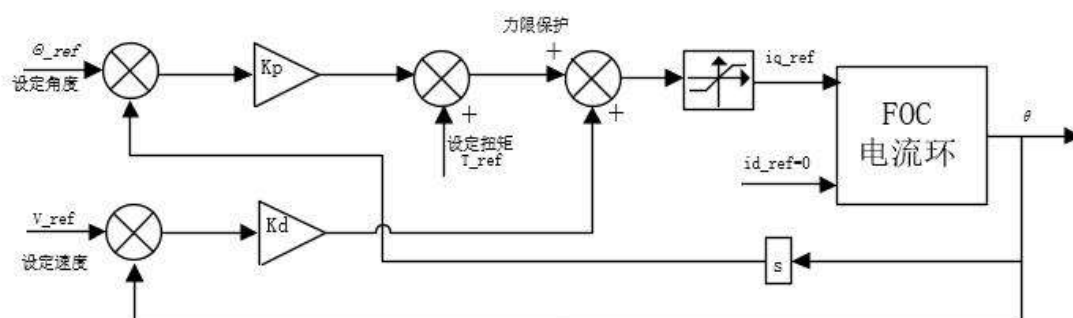 力限保护
Θ_ref
设定角度
Kp
+
+
iq_ref
FOC
电流环
θ
+
设定扭矩
T_ref
id_ref=0
V_ref
设定速度
Kd
s